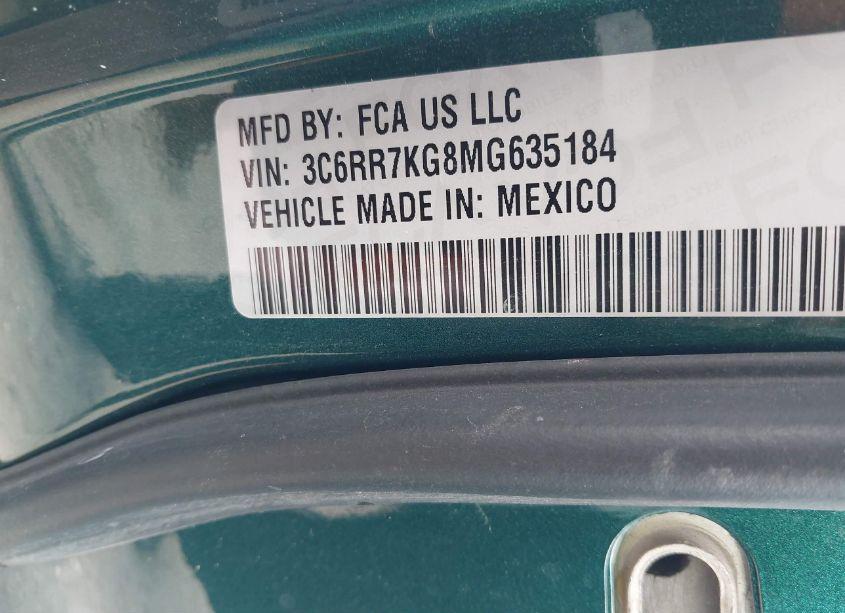 MFD BY: FCA US LLC
VIN: 3C6RR7KG8MG635184
VEHICLE MADE IN: MEXICO